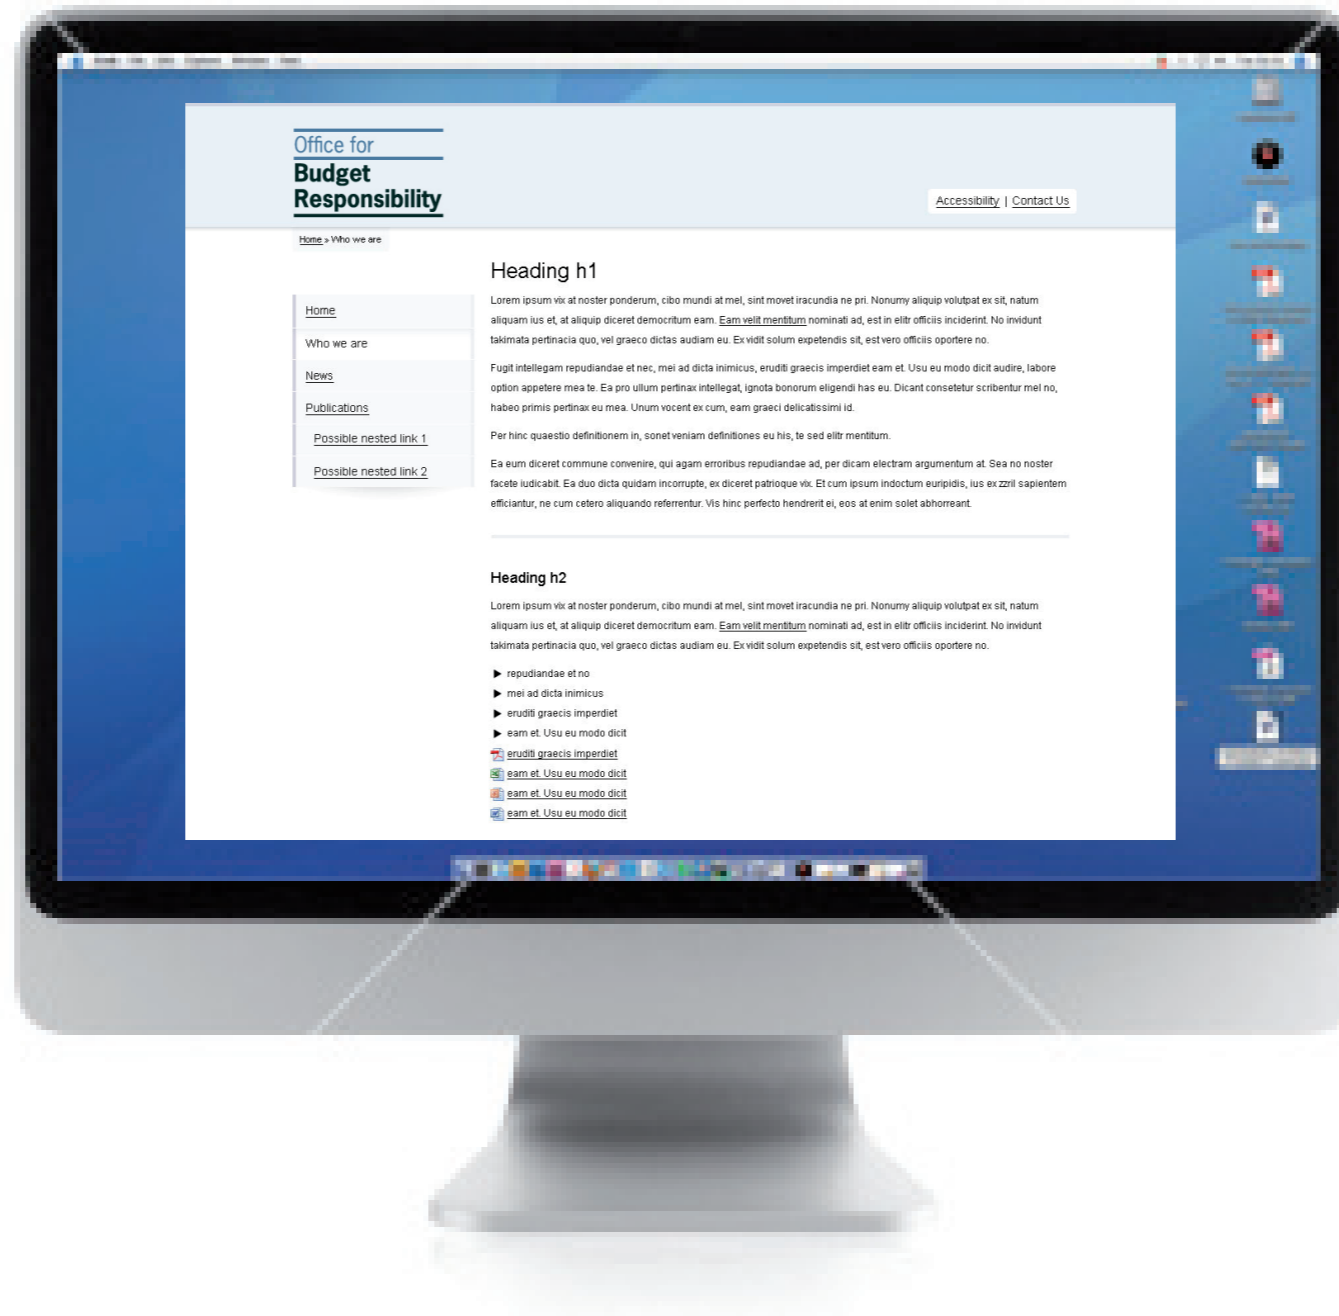 Office for
Budget
Responsibility
Accessibility | Contact Us
Home » Who we are
Home
Who we are
News
Publications
Possible nested link 1
Possible nested link 2
Heading h1
Lorem ipsum vix at noster ponderum, cibo mundi at mel, sint movet iracundia ne pri. Nonumy aliquip volutpat ex sit, natum
aliquam ius et, at aliquip diceret democritum eam. Eam velit mentitum nominati ad, est in elitr officiis inciderint. No invidunt
takimata pertinacia quo, vel graeco dictas audiam eu. Ex vidit solum expetendis sit, est vero officiis oportere no.
Fugit intellegam repudiandae et nec, mei ad dicta inimicus, eruditi graecis imperdiet eam et. Usu eu modo dicit audire, labore
option appetere mea te. Ea pro ullum pertinax intellegat, ignota bonorum eligendi has eu. Dicant consetetur scribentur mel no,
habeo primis pertinax eu mea. Unum vocent ex cum, eam graeci delicatissimi id.
Per hinc quaestio definitionem in, sonet veniam definitiones eu his, te sed elitr mentitum.
Ea eum diceret commune convenire, qui agam erroribus repudiandae ad, per dicam electram argumentum at. Sea no noster
facete iudicabit. Ea duo dicta quidam incorrupte, ex diceret patrioque vix. Et cum ipsum indoctum euripidis, ius ex zzril sapientem
efficiantur, ne cum cetero aliquando referrentur. Vis hinc perfecto hendrerit ei, eos at enim solet abhorreant.
Heading h2
Lorem ipsum vix at noster ponderum, cibo mundi at mel, sint movet iracundia ne pri. Nonumy aliquip volutpat ex sit, natum
aliquam ius et, at aliquip diceret democritum eam. Eam velit mentitum nominati ad, est in elitr officiis inciderint. No invidunt
takimata pertinacia quo, vel graeco dictas audiam eu. Ex vidit solum expetendis sit, est vero officiis oportere no.
repudiandae et no
mei ad dicta inimicus
eruditi graecis imperdiet
eam et. Usu eu modo dicit
eruditi graecis imperdiet
eam et. Usu eu modo dicit
eam et. Usu eu modo dicit
eam et. Usu eu modo dicit